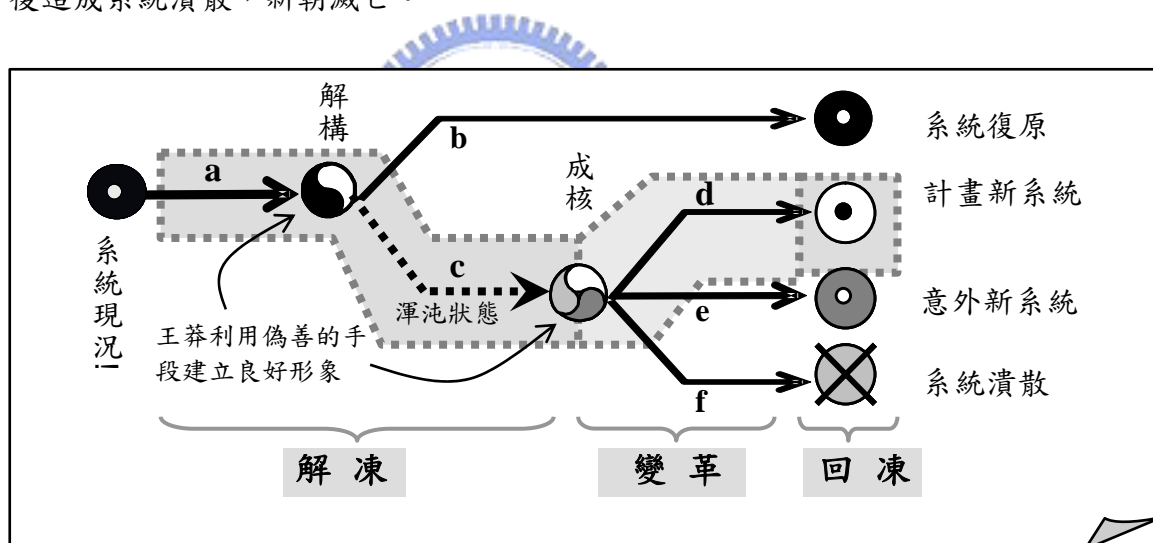 後造成系統潰散，新朝滅亡。
解構
b
系統復原
成核
a
d
計畫新系統
系統現況
c
渾沌狀態
e
意外新系統
王莽利用偽善的手
段建立良好形象
f
系統潰散
解凍
變革
回凍